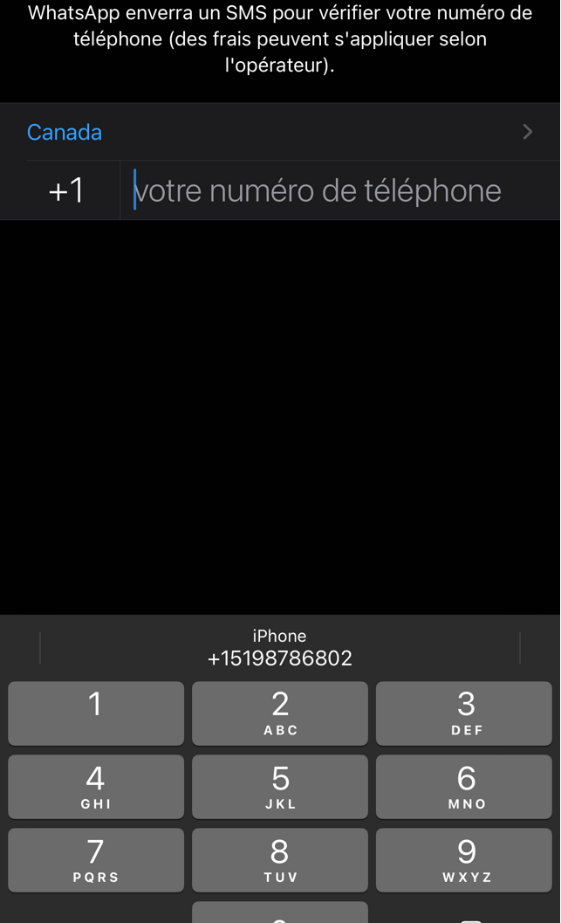 WhatsApp enverra un SMS pour vérifier votre numéro de
téléphone (des frais peuvent s'appliquer selon
l'opérateur).
Canada
+1 votre numéro de téléphone
iPhone
+15198786802
1 2 3
ABC DEF
4 5 6
GHI JKL MNO
7 8 9
PQRS TUV WXYZ